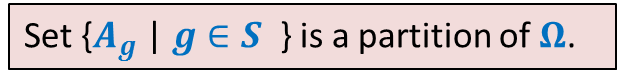 Set {A_g | g ∈ S } is a partition of Ω.